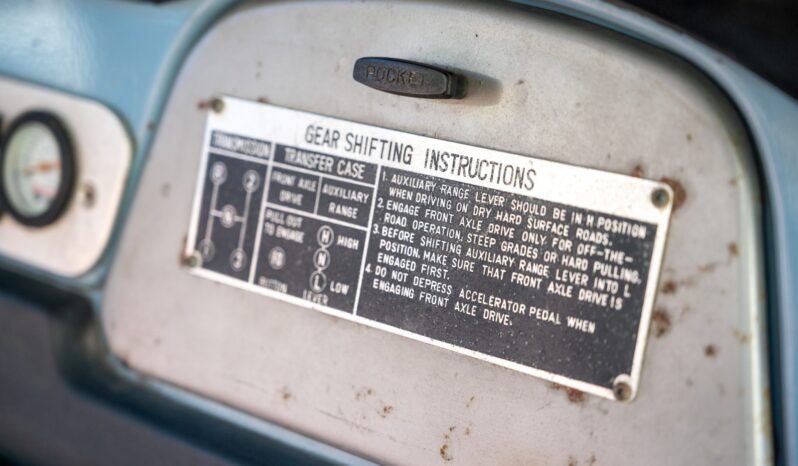 GEAR SHIFTING INSTRUCTIONS
TRANSMISSION
TRANSFER CASE
FRONT AXLE
DRIVE
AUXILIARY
RANGE
R 2
N
PULL OUT
TO ENGAGE
H HIGH
N
L LOW
BUTTON
LEVER
1. AUXILIARY RANGE LEVER SHOULD BE IN H POSITION
WHEN DRIVING ON DRY HARD SURFACE ROADS.
2. ENGAGE FRONT AXLE DRIVE ONLY FOR OFF-THE-
ROAD OPERATION, STEEP GRADES OR HARD PULLING.
3. BEFORE SHIFTING AUXILIARY RANGE LEVER INTO L
POSITION. MAKE SURE THAT FRONT AXLE DRIVE IS
ENGAGED FIRST.
4. DO NOT DEPRESS ACCELERATOR PEDAL WHEN
ENGAGING FRONT AXLE DRIVE.